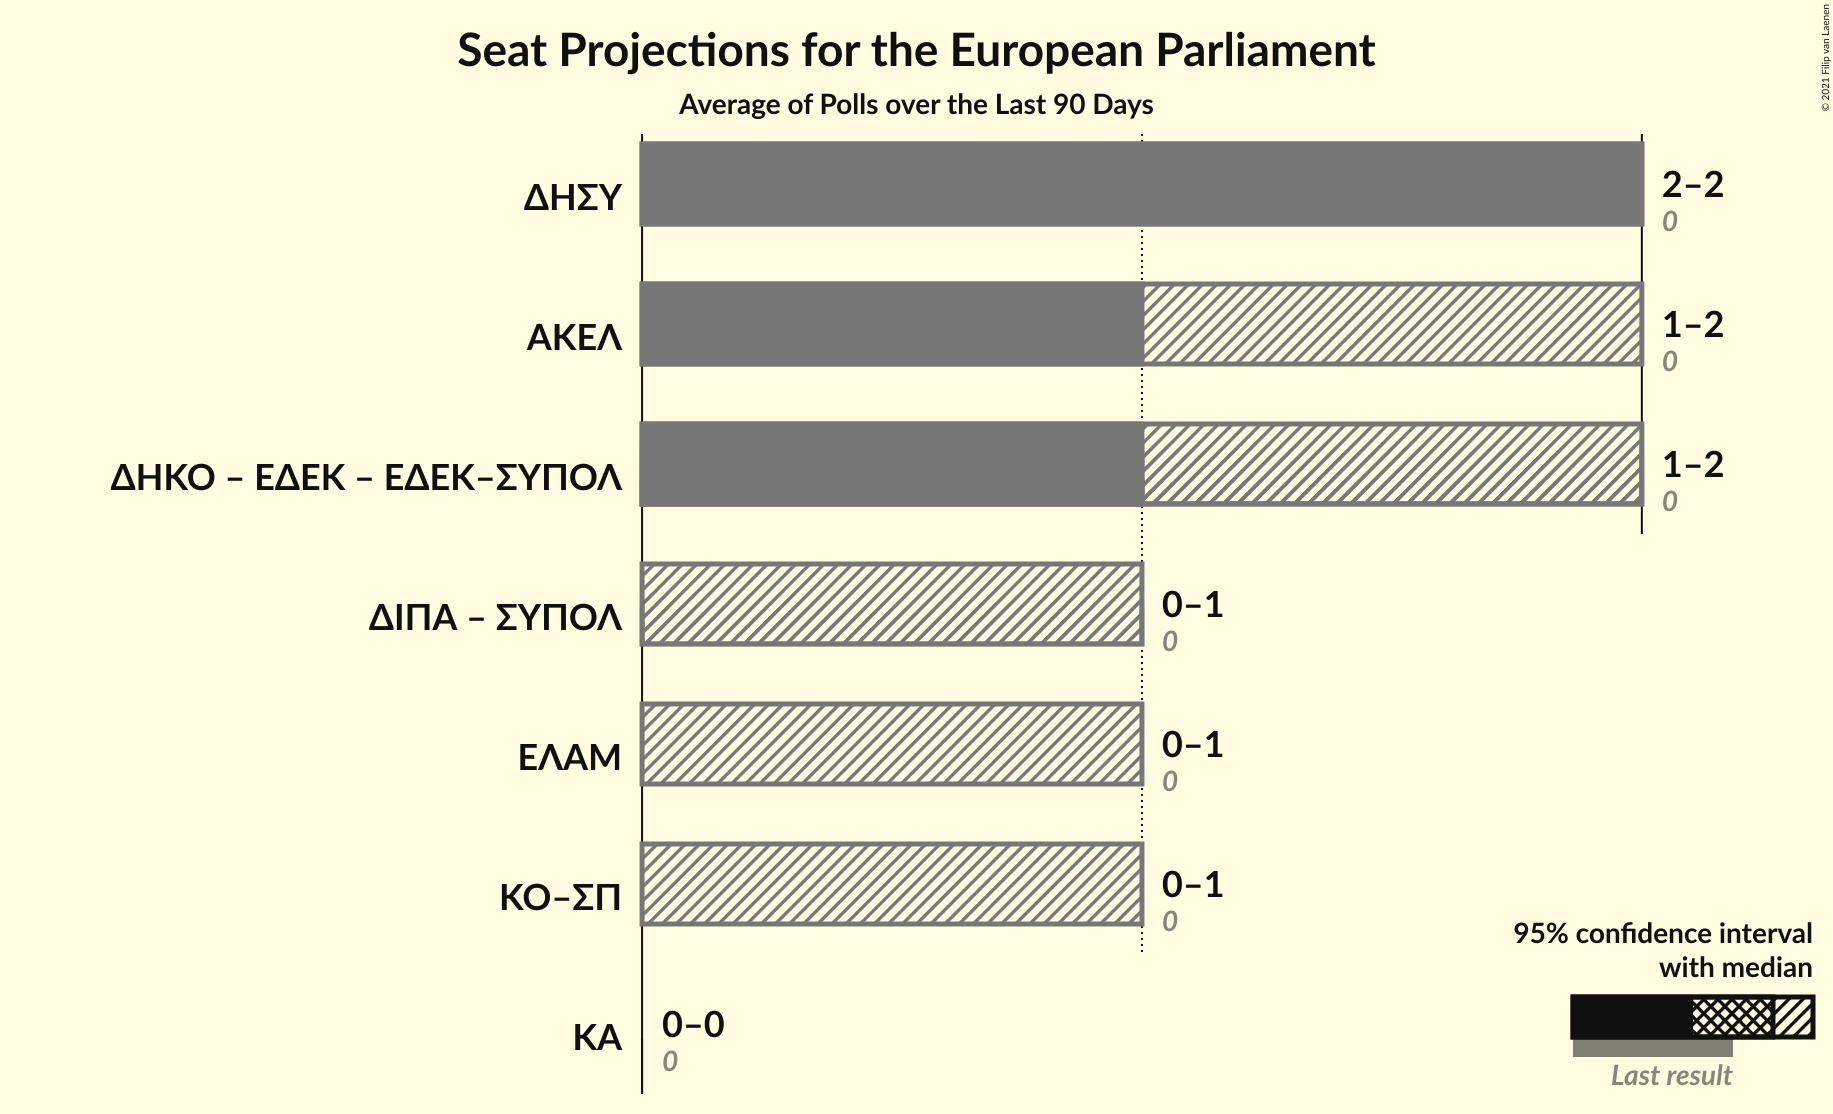 Seat Projections for the European Parliament
Average of Polls over the Last 90 Days
© 2021 Filip van Laenen
ΔΗΣΥ
2–2
0
ΑΚΕΛ
1–2
0
ΔΗΚΟ – ΕΔΕΚ – ΕΔΕΚ–ΣΥΠΟΛ
1–2
0
ΔΙΠΑ – ΣΥΠΟΛ
0–1
0
ΕΛΑΜ
0–1
0
ΚΟ–ΣΠ
0–1
0
ΚΑ
0–0
0
95% confidence interval
with median
Last result